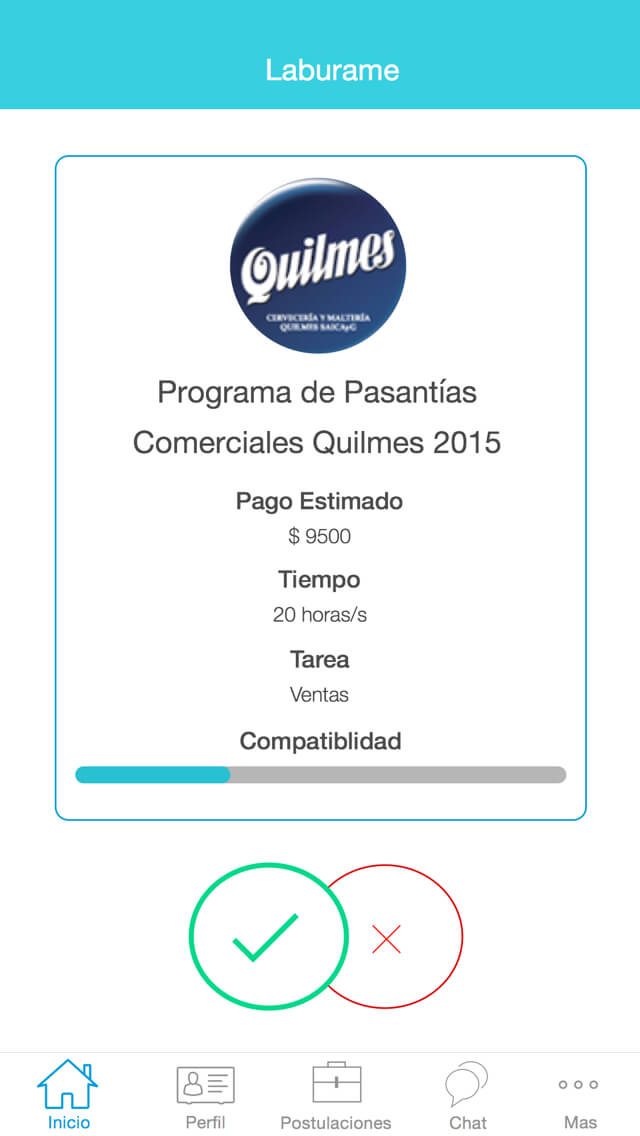 Laburame
Quilmes
CERVECERÍA Y MALTERÍA
QUILMES SAICAyG
Programa de Pasantías
Comerciales Quilmes 2015
Pago Estimado
$ 9500
Tiempo
20 horas/s
Tarea
Ventas
Compatiblidad
Inicio
Perfil
Postulaciones
Chat
Mas